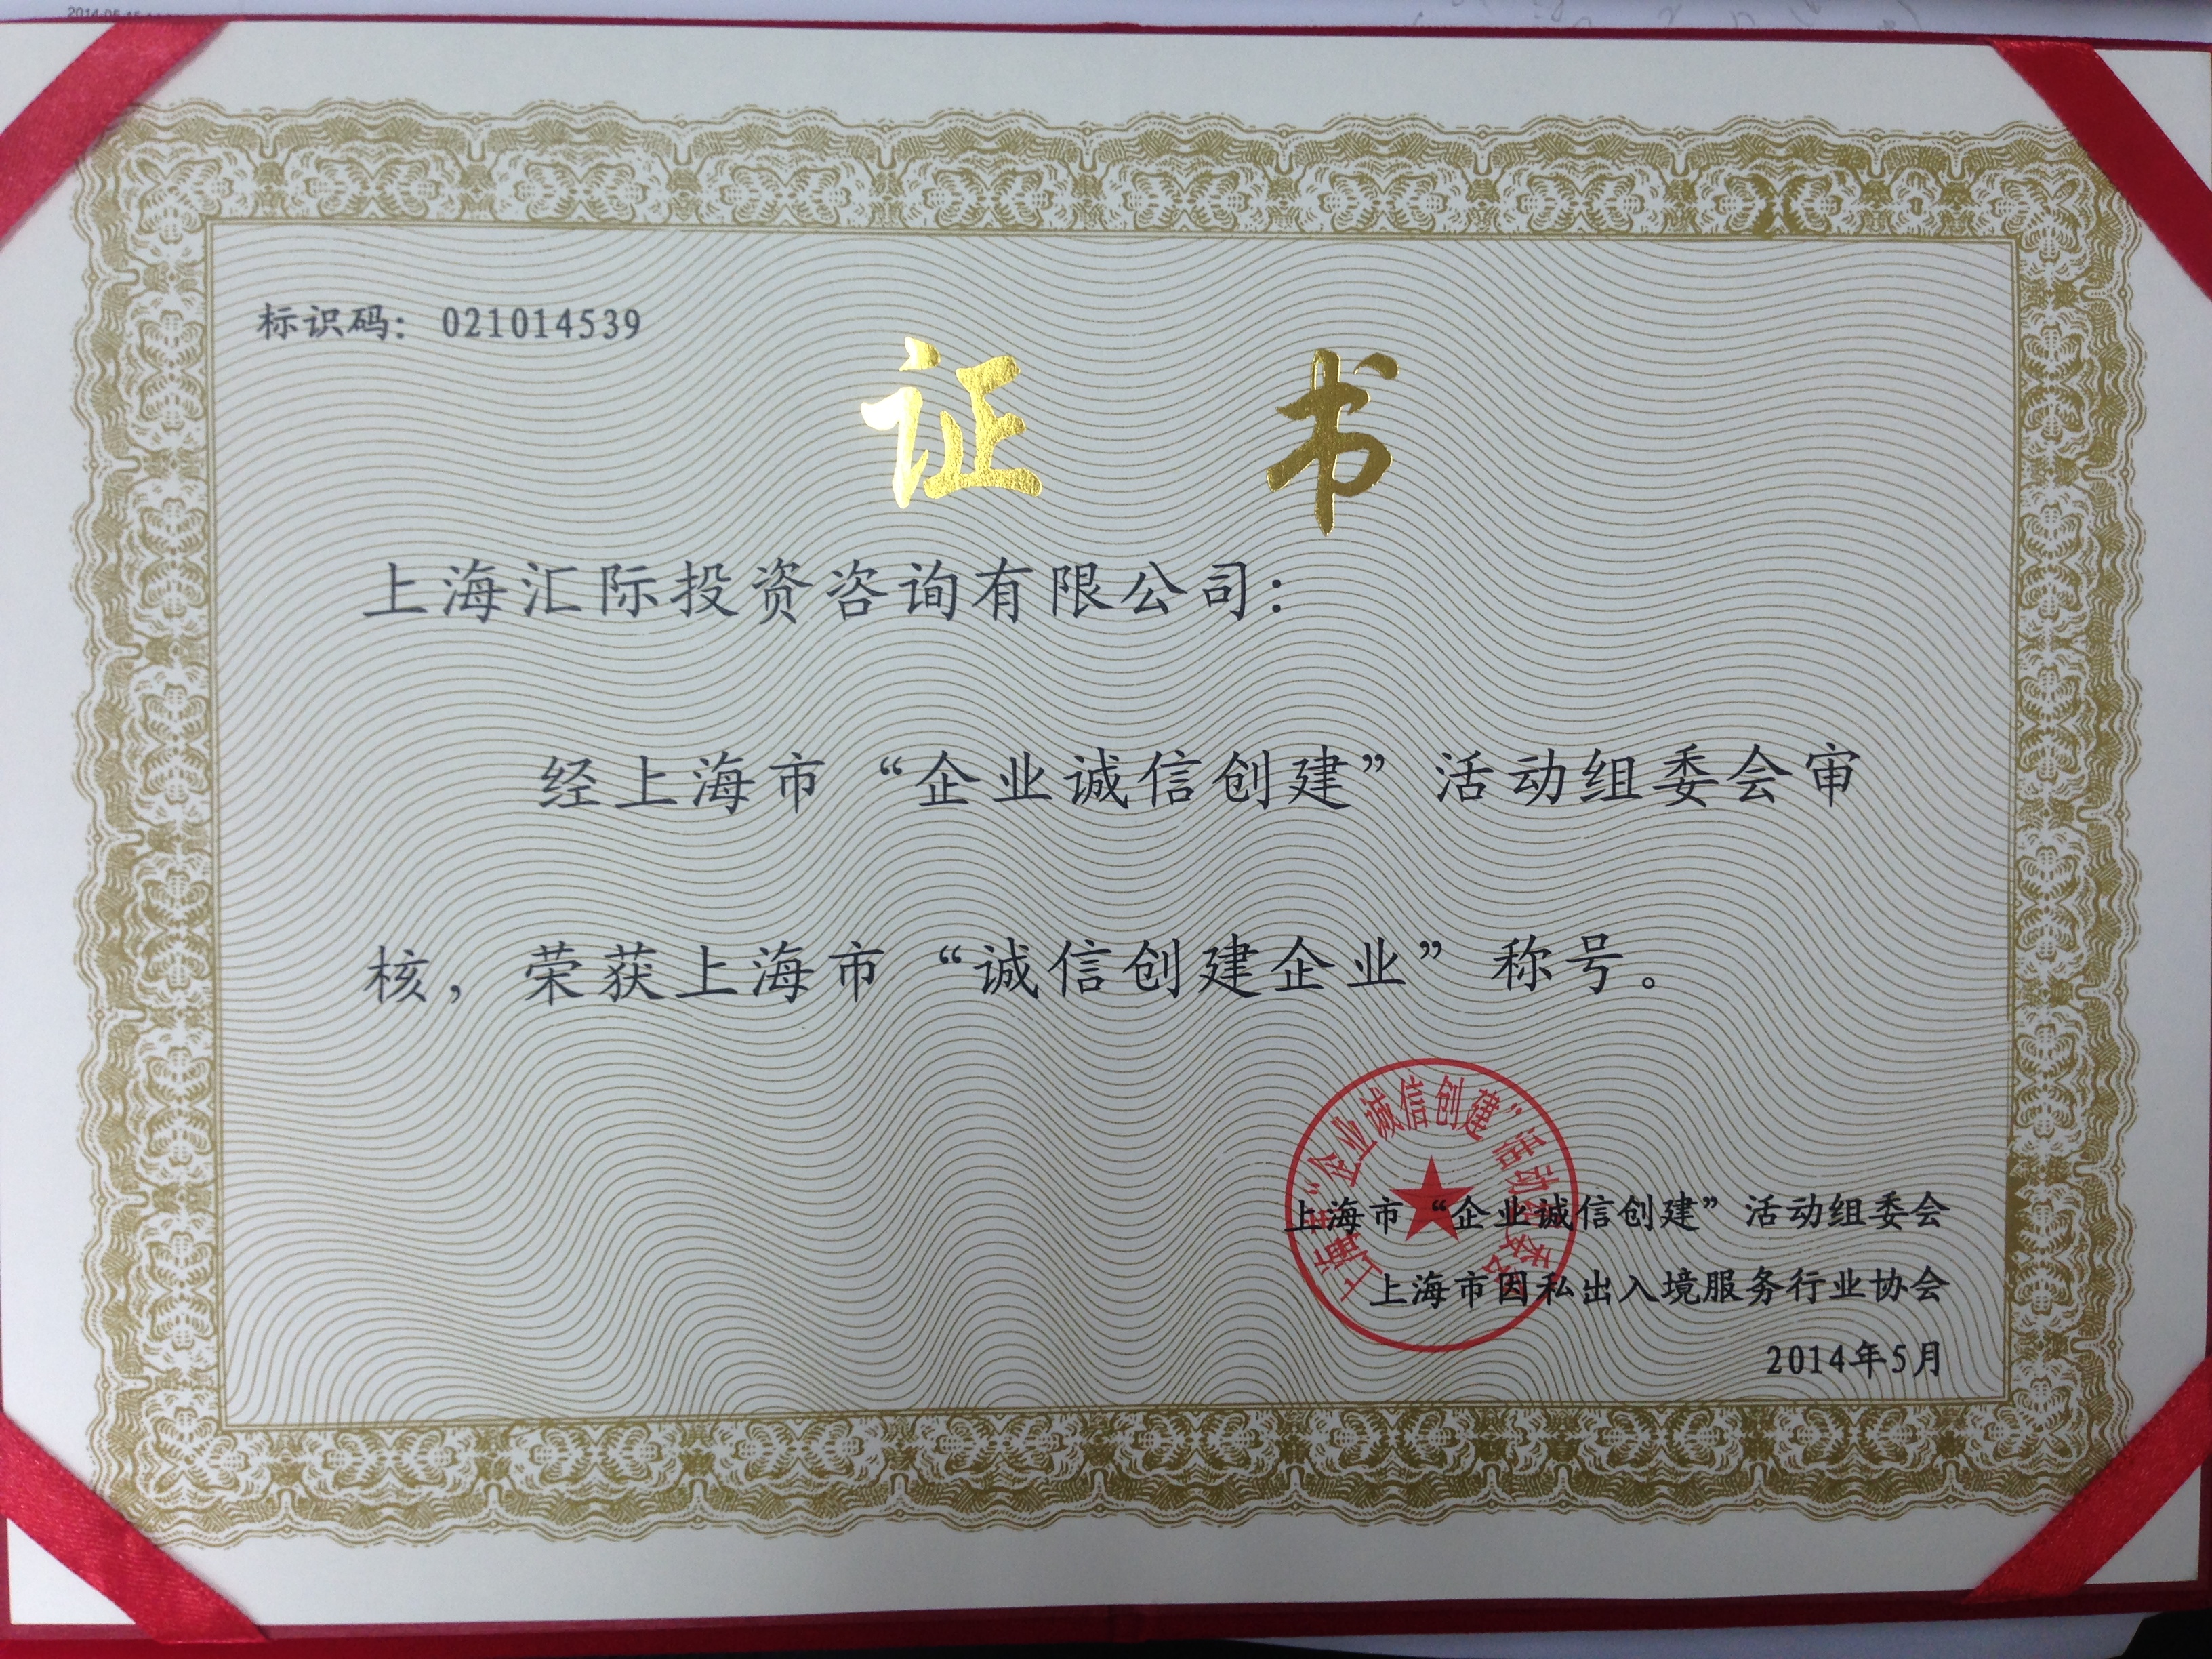 标识码： 021014539
证 书
上海汇际投资咨询有限公司：
经上海市“企业诚信创建”活动组委会审
核，荣获上海市“诚信创建企业”称号。
上海市“企业诚信创建”活动组委会
上海市“企业诚信创建”活动组委会
上海市因私出入境服务行业协会
2014年5月